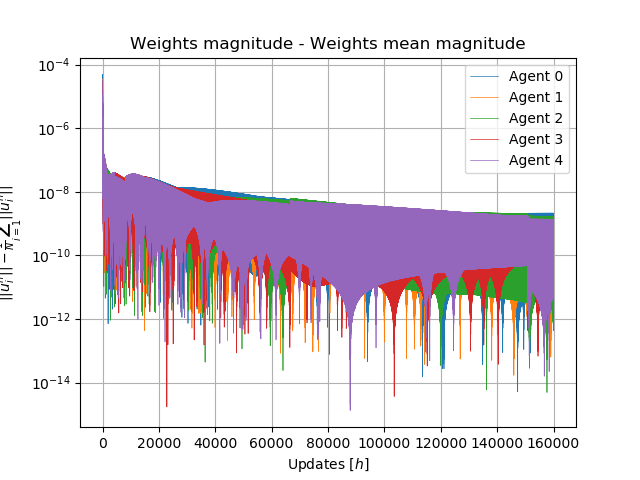 Weights magnitude - Weights mean magnitude
10⁻⁴
10⁻⁶
10⁻⁸
10⁻¹⁰
10⁻¹²
10⁻¹⁴
Agent 0
Agent 1
Agent 2
Agent 3
Agent 4
0 20000 40000 60000 80000 100000 120000 140000 160000
Updates [h]